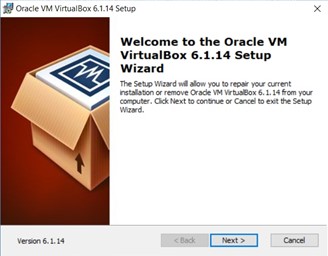 Oracle VM VirtualBox 6.1.14 Setup
Welcome to the Oracle VM
VirtualBox 6.1.14 Setup
Wizard
The Setup Wizard will allow you to repair your current
installation or remove Oracle VM VirtualBox 6.1.14 from your
computer. Click Next to continue or Cancel to exit the Setup
Wizard.
Version 6.1.14
< Back
Next >
Cancel